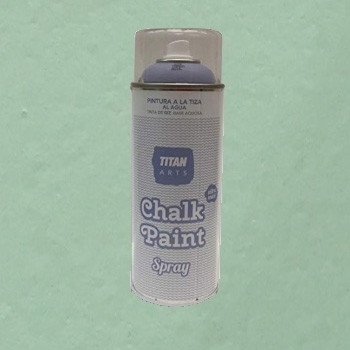 PINTURA A LA TIZA
AL AGUA
TITAN
ARTS
Chalk
Paint
Spray